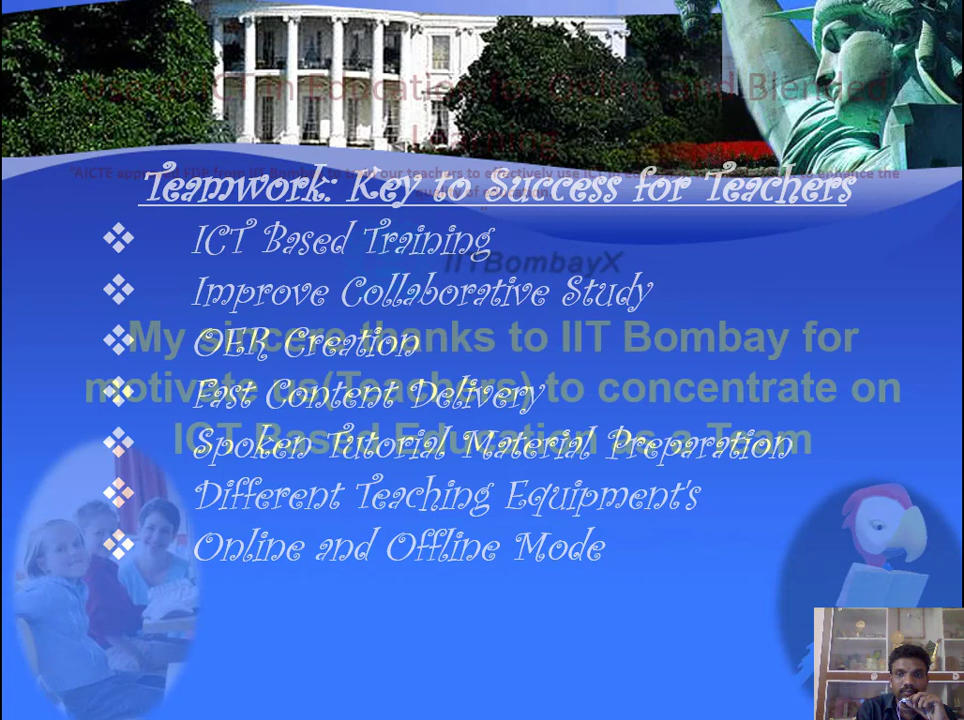 Use of ICT in Education for Online and Blended
Learning
Teamwork: Key to Success for Teachers
ICT Based Training
IITBombayX
Improve Collaborative Study
My sincere thanks to IIT Bombay for
OER Creation
motivate us(Teachers) to concentrate on
Fast Content Delivery
ICT Based Education as a Team
Spoken Tutorial Material Preparation
Different Teaching Equipment's
Online and Offline Mode